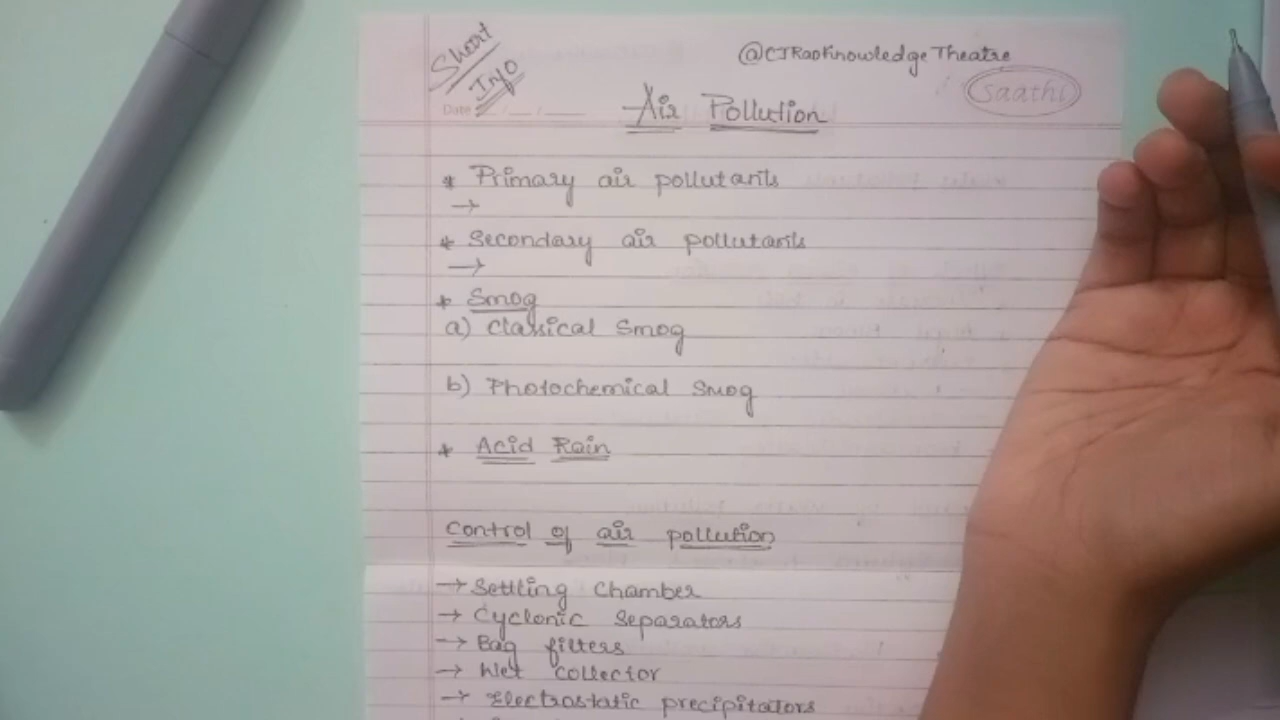 Short
Info
@CJRaoKnowledgeTheatre
Saathi
Date / /
Air Pollution
* Primary air pollutants
→
* Secondary air pollutants
→
* Smog
a) Classical Smog
b) Photochemical Smog
* Acid Rain
Control of air pollution
→ Settling Chamber
→ Cyclonic Separators
→ Bag filters
→ Wet collector
→ Electrostatic precipitators